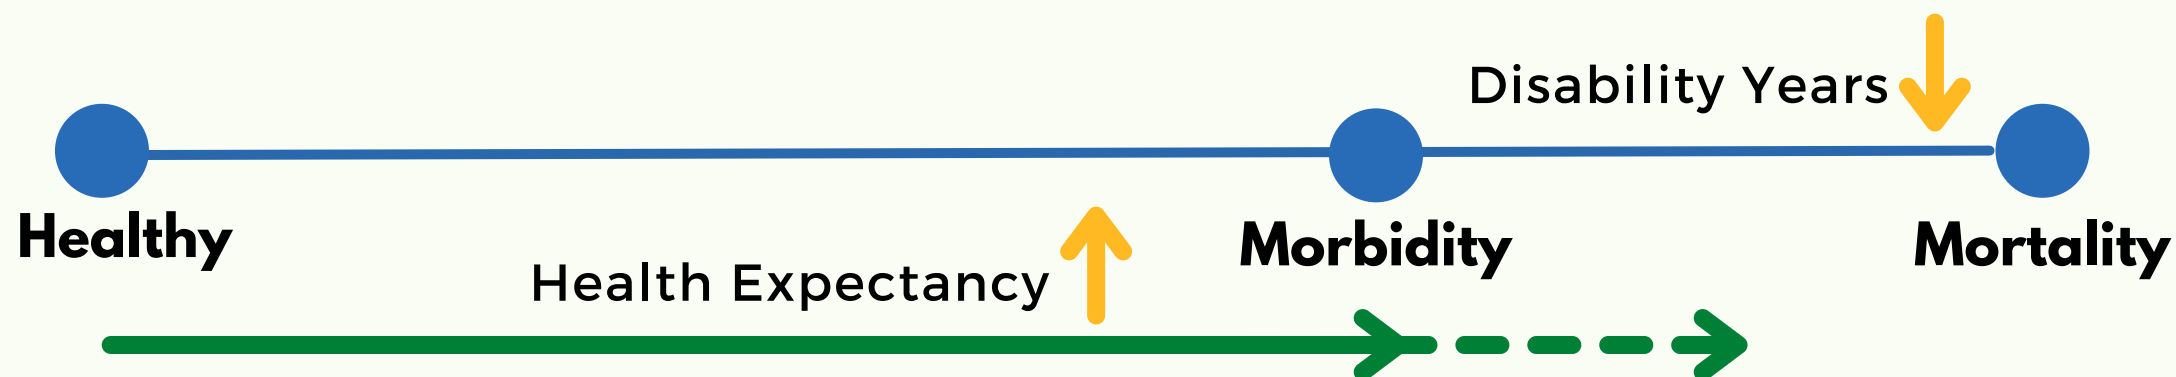 Disability Years
Healthy
Morbidity
Mortality
Health Expectancy